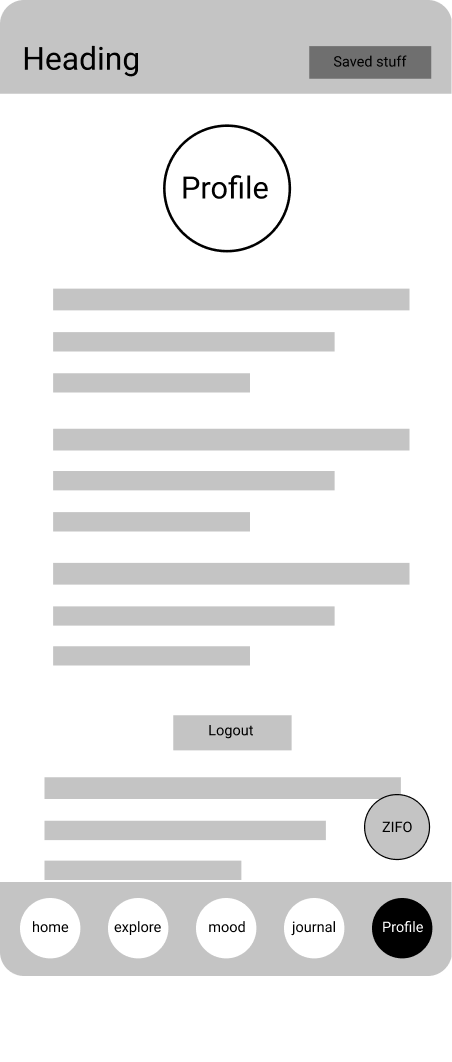 Heading
Saved stuff
Profile
Logout
ZIFO
home
explore
mood
journal
Profile